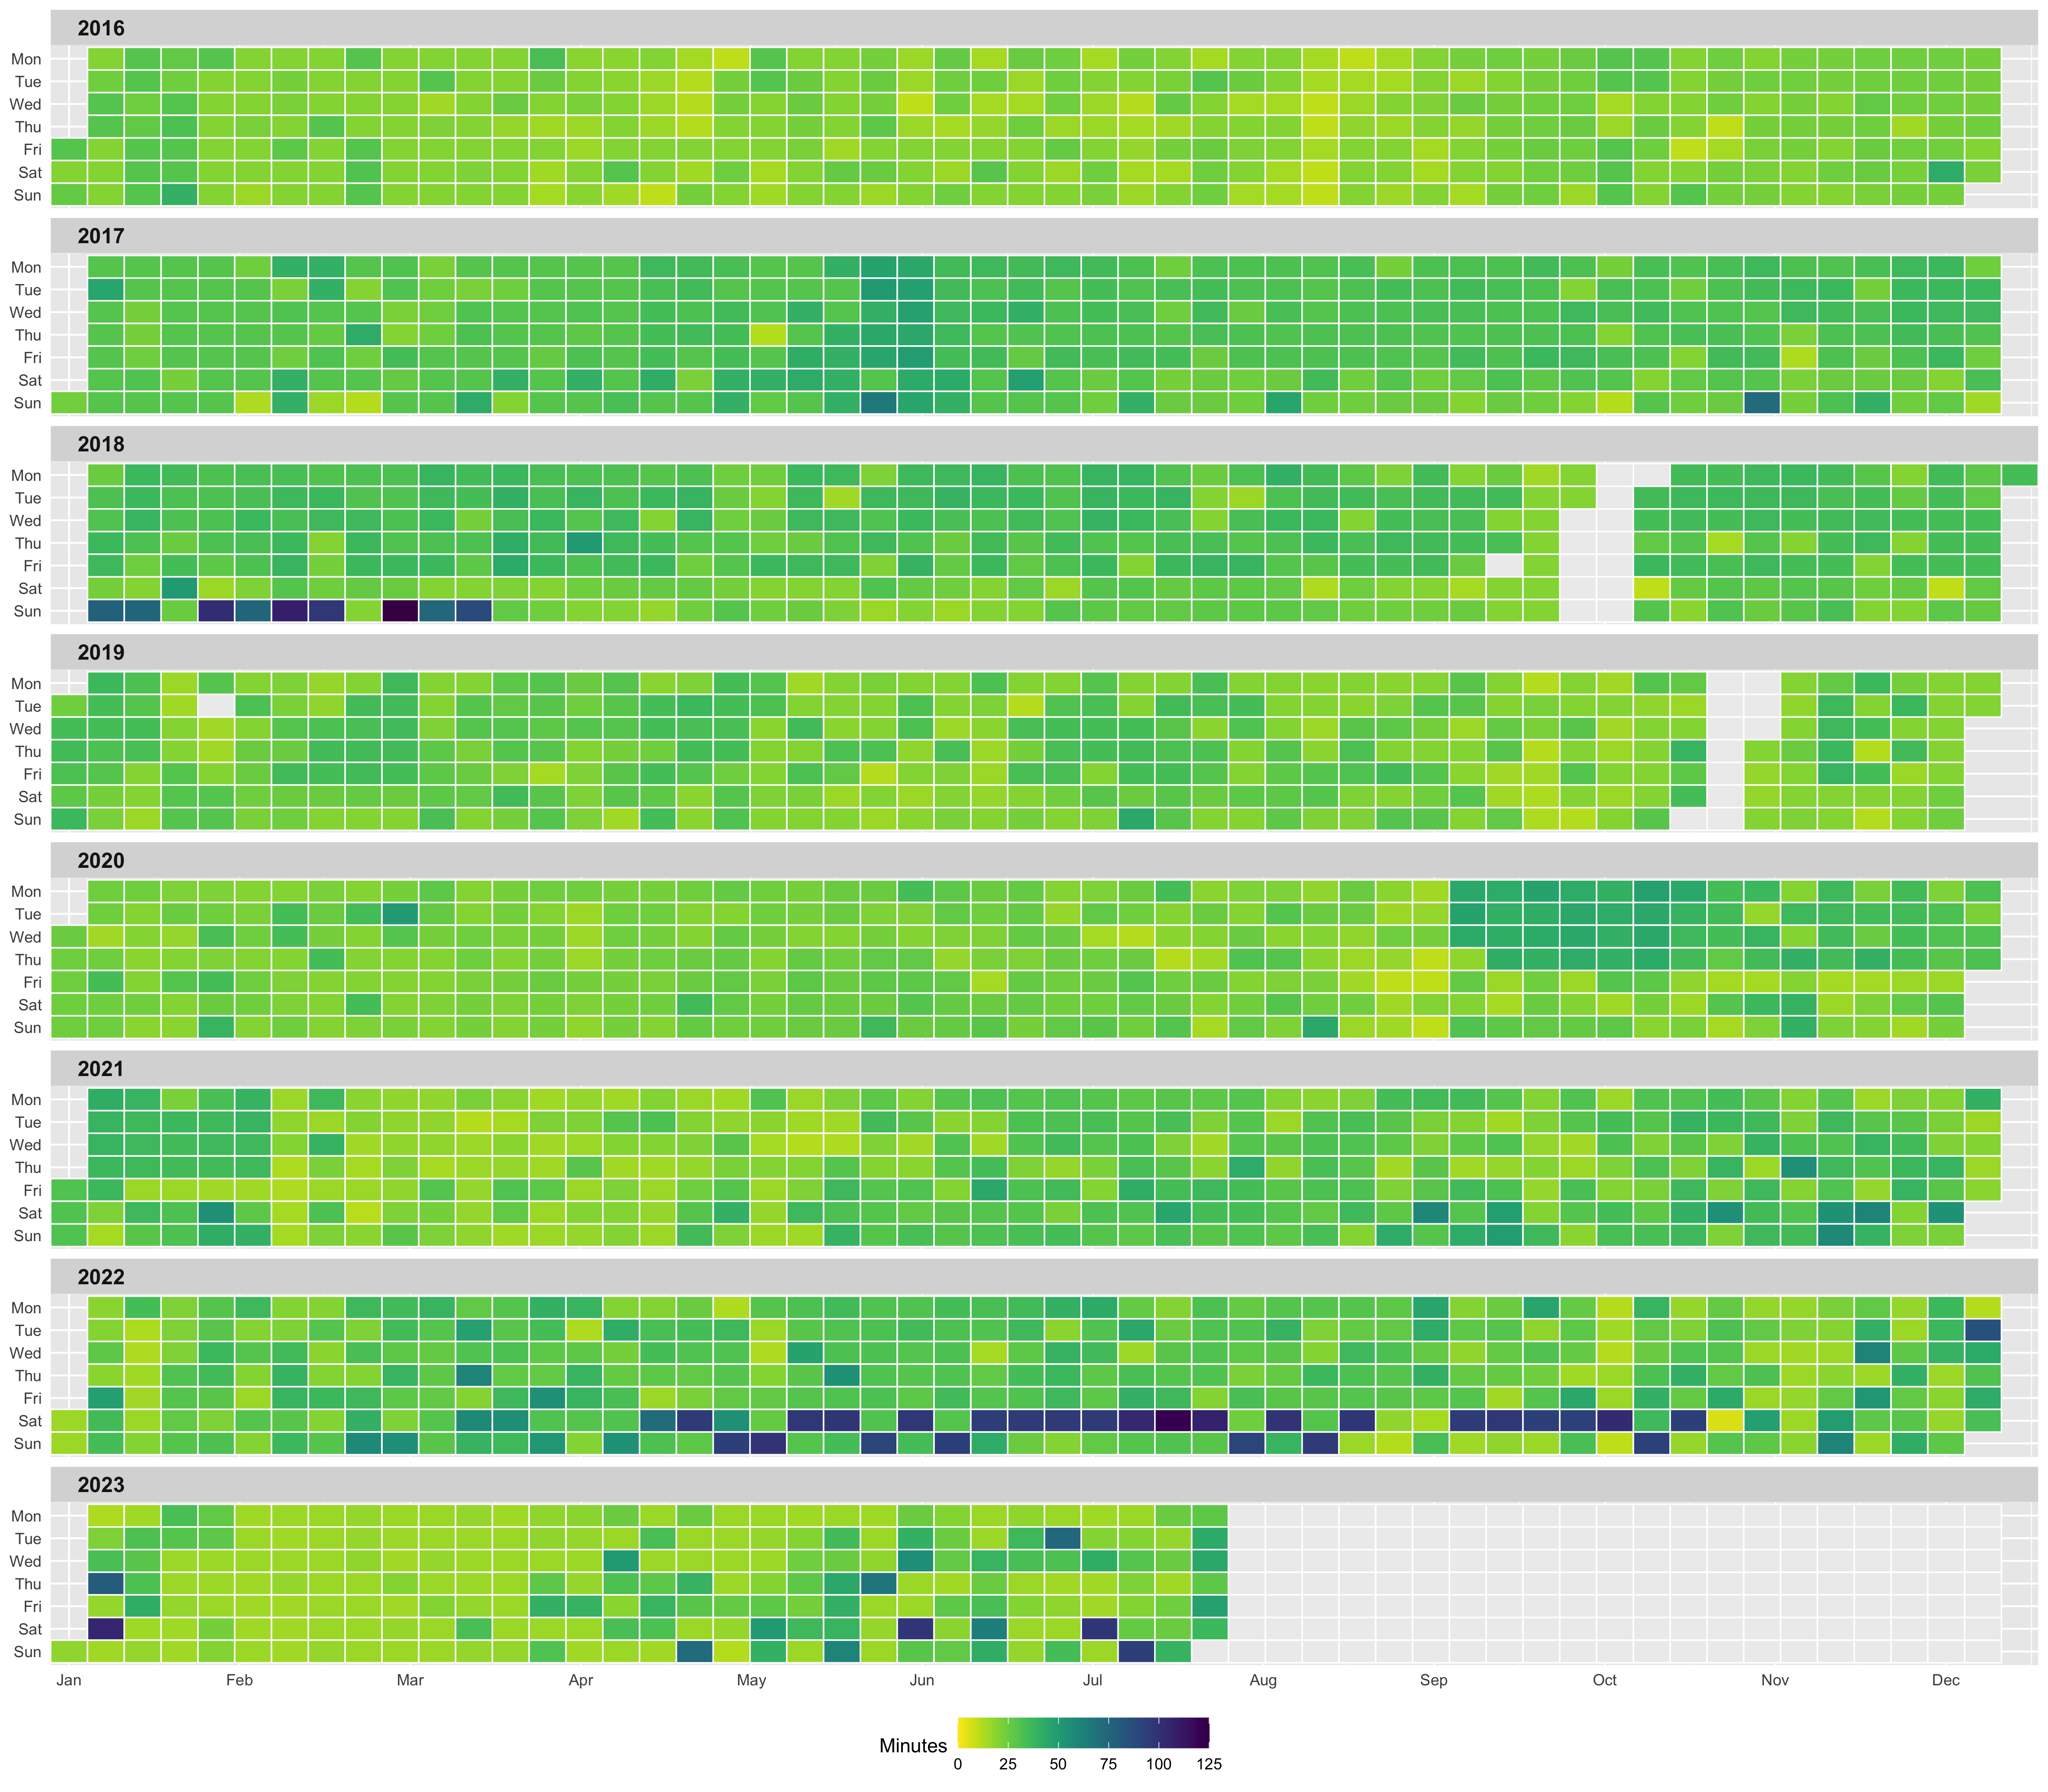 2016
Mon
Tue
Wed
Thu
Fri
Sat
Sun
2017
Mon
Tue
Wed
Thu
Fri
Sat
Sun
2018
Mon
Tue
Wed
Thu
Fri
Sat
Sun
2019
Mon
Tue
Wed
Thu
Fri
Sat
Sun
2020
Mon
Tue
Wed
Thu
Fri
Sat
Sun
2021
Mon
Tue
Wed
Thu
Fri
Sat
Sun
2022
Mon
Tue
Wed
Thu
Fri
Sat
Sun
2023
Mon
Tue
Wed
Thu
Fri
Sat
Sun
Jan Feb Mar Apr May Jun Jul Aug Sep Oct Nov Dec
Minutes
0 25 50 75 100 125